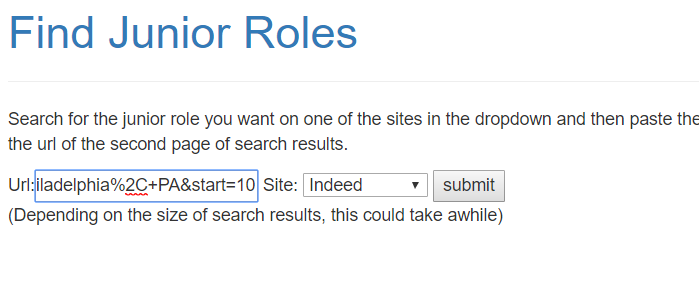 Find Junior Roles
Search for the junior role you want on one of the sites in the dropdown and then paste the
the url of the second page of search results.
Url: iladelphia%2C+PA&start=10 Site: Indeed submit
(Depending on the size of search results, this could take awhile)